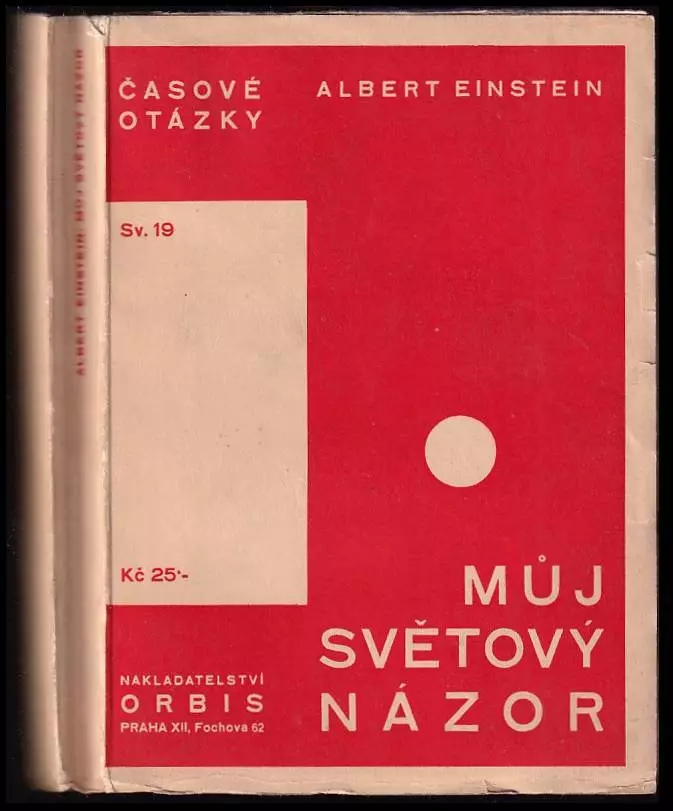 ALBERT EINSTEIN: MŮJ SVĚTOVÝ NÁZOR
ČASOVÉ
OTÁZKY
ALBERT EINSTEIN
Sv. 19
Kč 25·-
MŮJ
SVĚTOVÝ
NÁZOR
NAKLADATELSTVÍ
ORBIS
PRAHA XII, Fochova 62